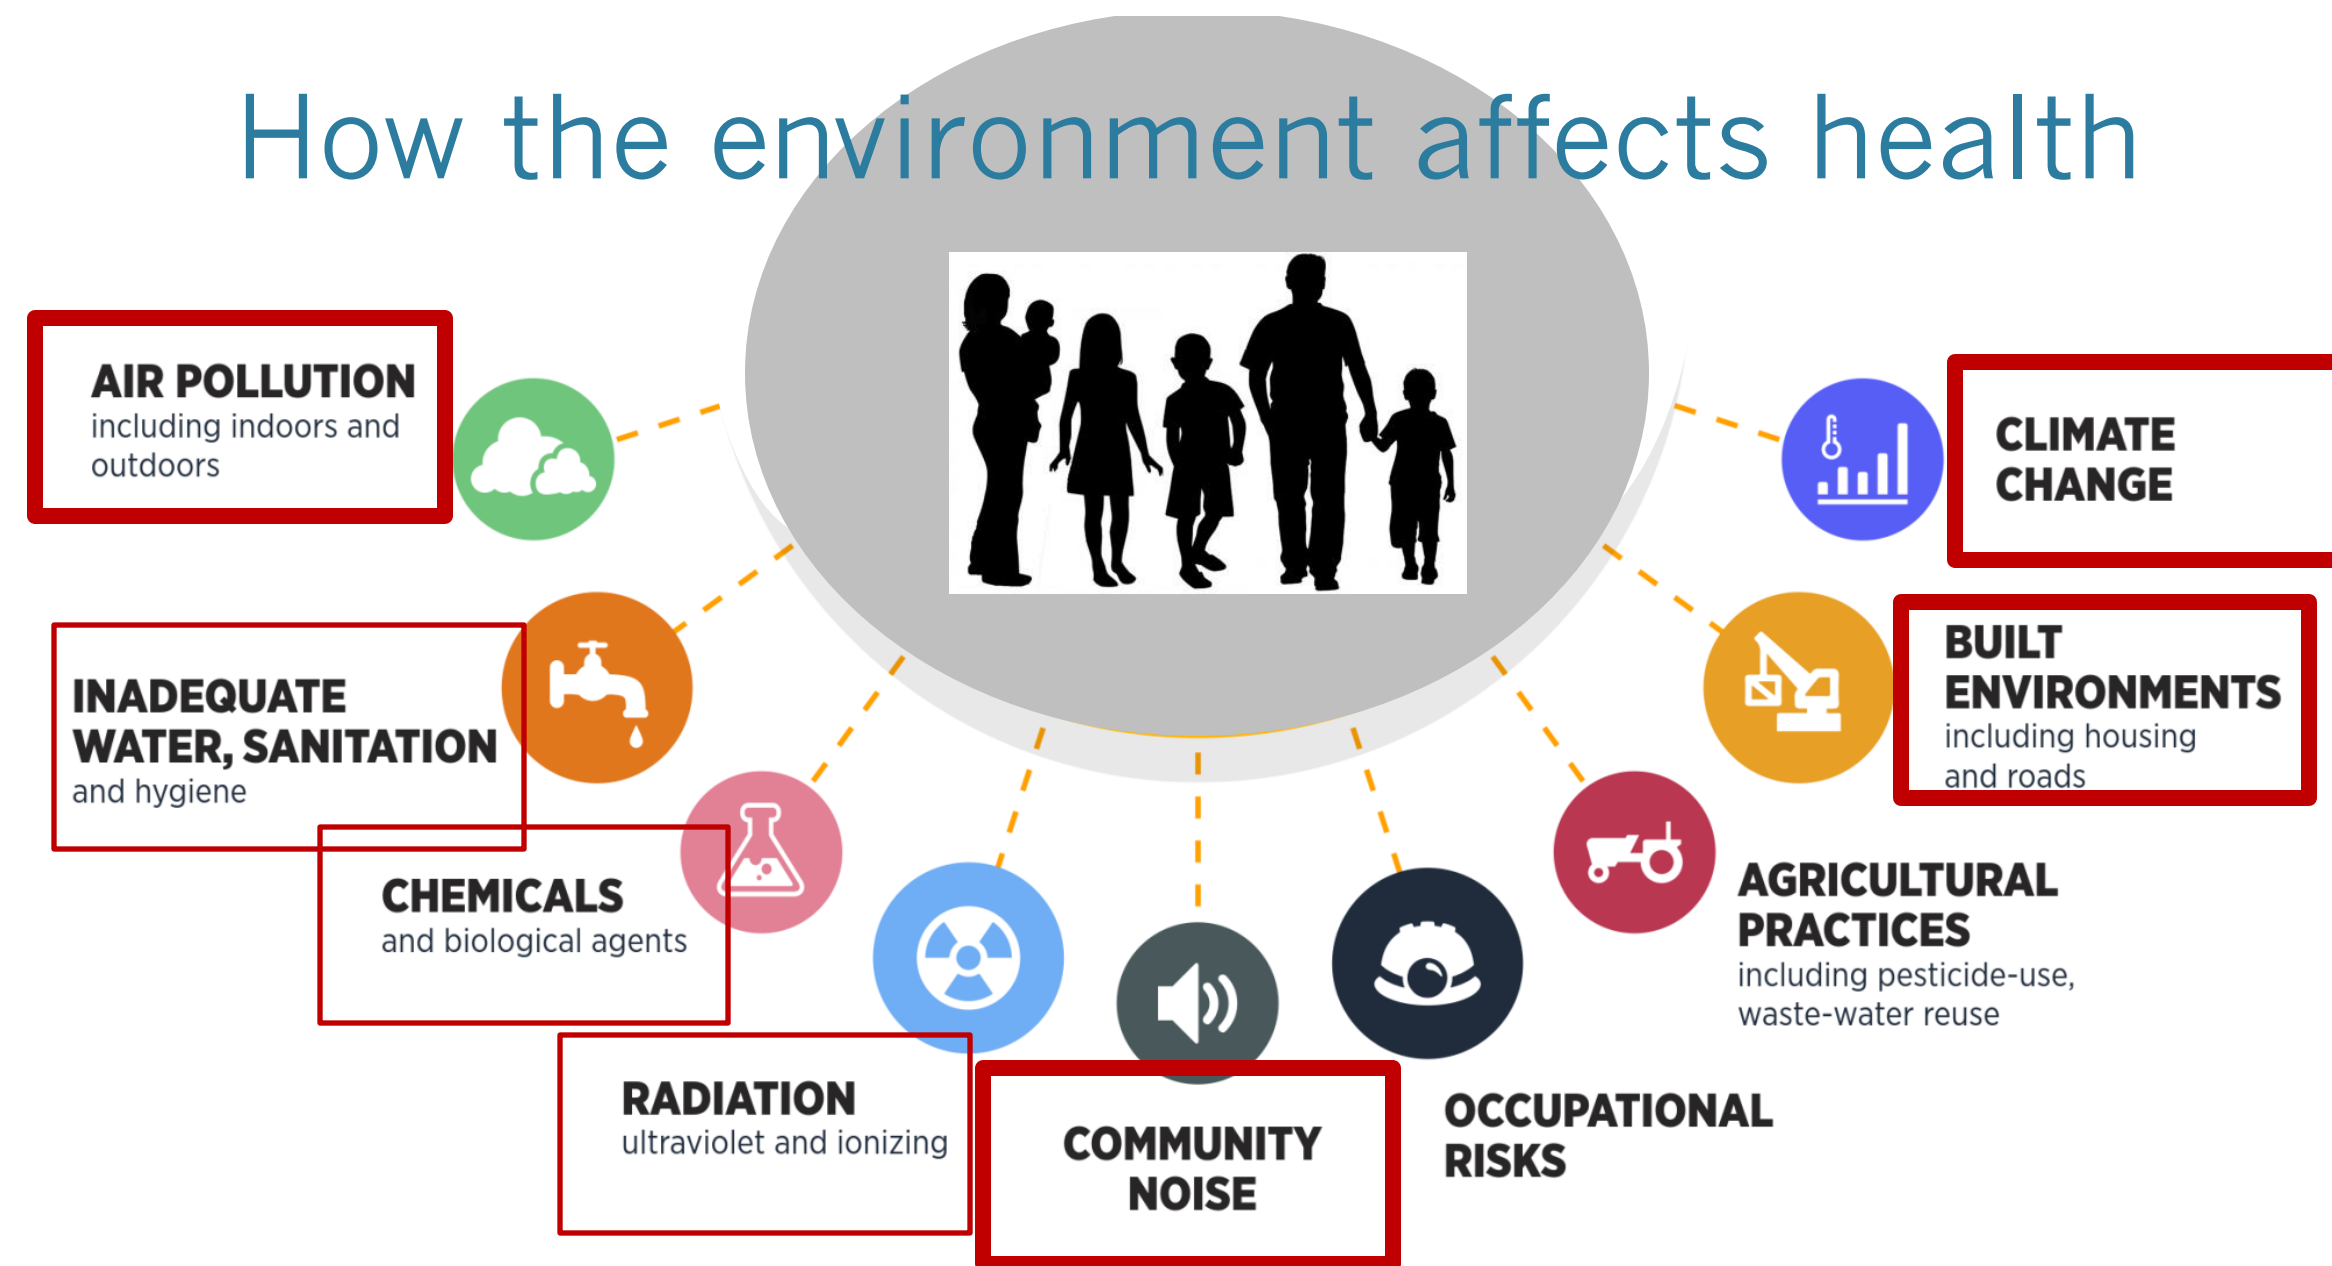 How the environment affects health
AIR POLLUTION
including indoors and
outdoors
INADEQUATE
WATER, SANITATION
and hygiene
CHEMICALS
and biological agents
RADIATION
ultraviolet and ionizing
COMMUNITY
NOISE
OCCUPATIONAL
RISKS
AGRICULTURAL
PRACTICES
including pesticide-use,
waste-water reuse
BUILT
ENVIRONMENTS
including housing
and roads
CLIMATE
CHANGE